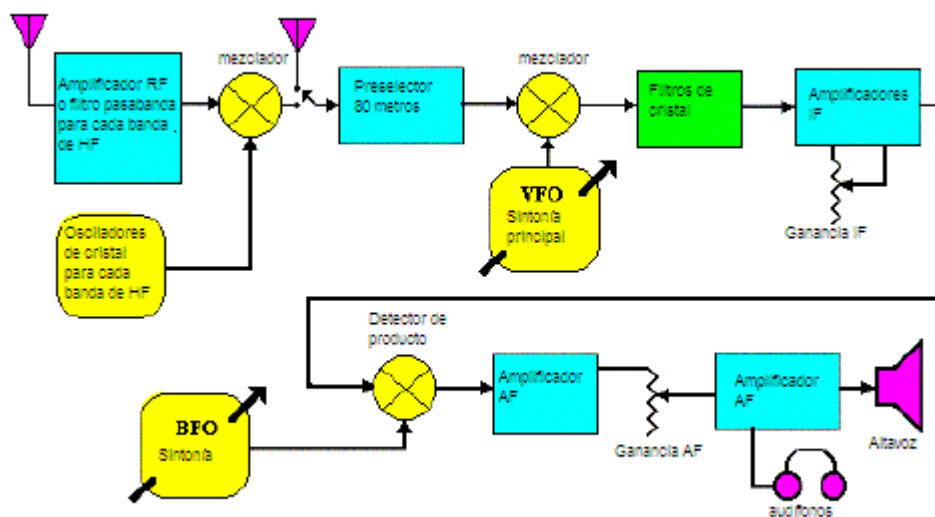 mezclador
mezclador
Amplificador RF
o filtro pasabanda
para cada banda
de HF
Preselector
80 metros
Filtros de
cristal
Amplificadores
IF
VFO
Sintonía
principal
Ganancia IF
Osciladores
de cristal
para cada
banda de HF
Detector de
producto
Amplificador
AF
Amplificador
AF
BFO
Sintonía
Ganancia AF
Altavoz
audífonos